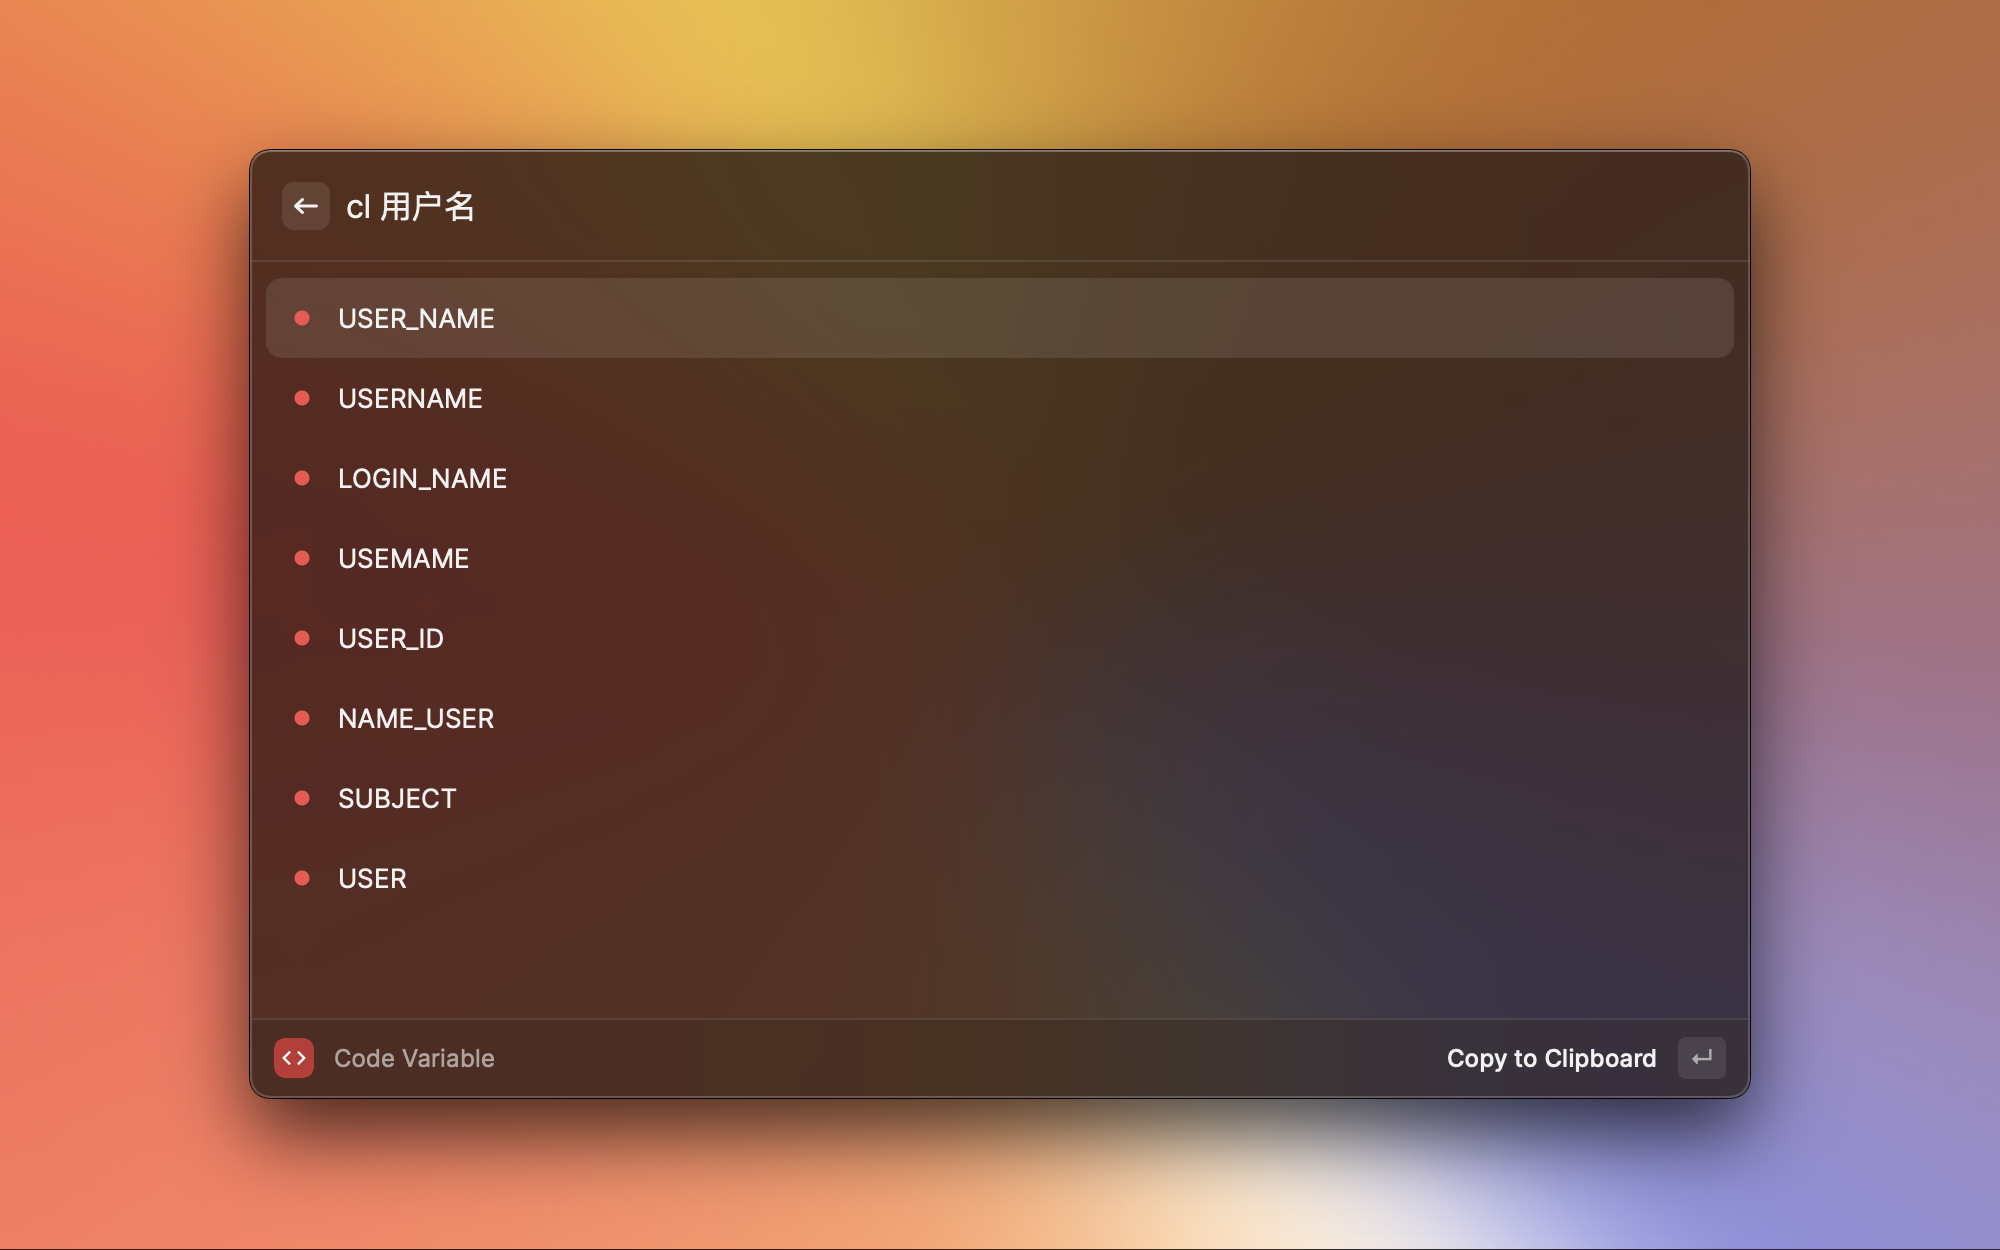 cl 用户名
USER_NAME
USERNAME
LOGIN_NAME
USEMAME
USER_ID
NAME_USER
SUBJECT
USER
Code Variable
Copy to Clipboard